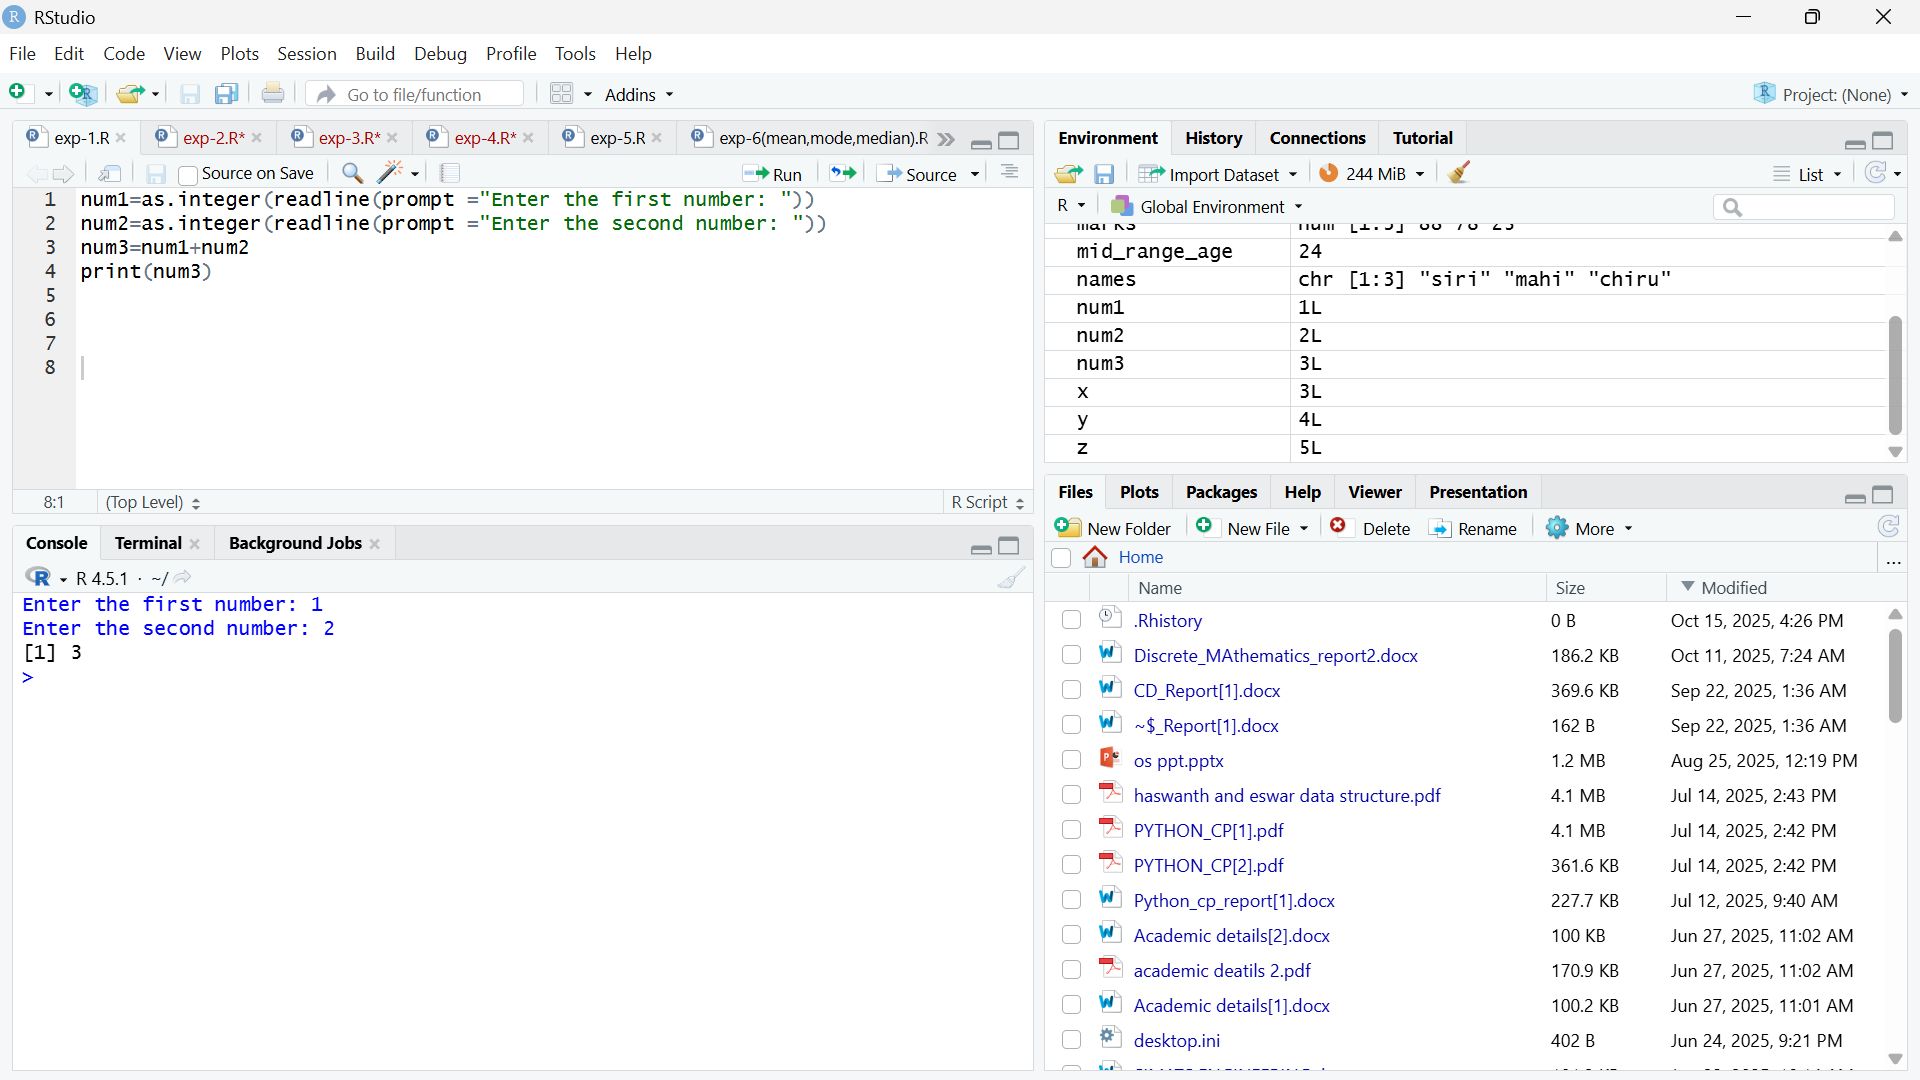 RStudio
File Edit Code View Plots Session Build Debug Profile Tools Help
Go to file/function Addins Project: (None)
exp-1.R exp-2.R* exp-3.R* exp-4.R* exp-5.R exp-6(mean,mode,median).R
Source on Save Run Source
1 num1=as.integer(readline(prompt ="Enter the first number: "))
2 num2=as.integer(readline(prompt ="Enter the second number: "))
3 num3=num1+num2
4 print(num3)
5
6
7
8
8:1 (Top Level) R Script
Console Terminal Background Jobs
R 4.5.1 · ~/
Enter the first number: 1
Enter the second number: 2
[1] 3
>
Environment History Connections Tutorial
Import Dataset 244 MiB List
R Global Environment
marks num [1:3] 88 78 23
mid_range_age 24
names chr [1:3] "siri" "mahi" "chiru"
num1 1L
num2 2L
num3 3L
x 3L
y 4L
z 5L
Files Plots Packages Help Viewer Presentation
New Folder New File Delete Rename More
Home ...
Name Size Modified
.Rhistory 0 B Oct 15, 2025, 4:26 PM
Discrete_MAthematics_report2.docx 186.2 KB Oct 11, 2025, 7:24 AM
CD_Report[1].docx 369.6 KB Sep 22, 2025, 1:36 AM
~$_Report[1].docx 162 B Sep 22, 2025, 1:36 AM
os ppt.pptx 1.2 MB Aug 25, 2025, 12:19 PM
haswanth and eswar data structure.pdf 4.1 MB Jul 14, 2025, 2:43 PM
PYTHON_CP[1].pdf 4.1 MB Jul 14, 2025, 2:42 PM
PYTHON_CP[2].pdf 361.6 KB Jul 14, 2025, 2:42 PM
Python_cp_report[1].docx 227.7 KB Jul 12, 2025, 9:40 AM
Academic details[2].docx 100 KB Jun 27, 2025, 11:02 AM
academic deatils 2.pdf 170.9 KB Jun 27, 2025, 11:02 AM
Academic details[1].docx 100.2 KB Jun 27, 2025, 11:01 AM
desktop.ini 402 B Jun 24, 2025, 9:21 PM